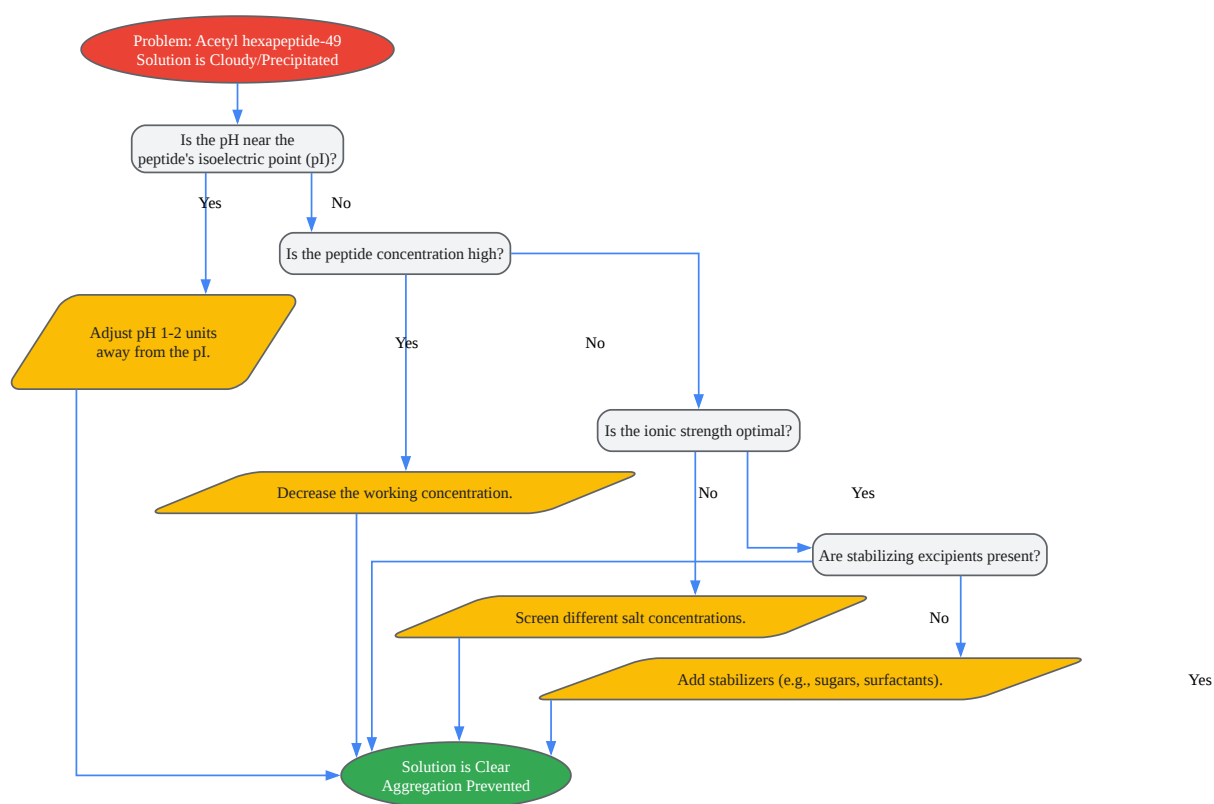 Problem: Acetyl hexapeptide-49
Solution is Cloudy/Precipitated
Is the pH near the
peptide's isoelectric point (pI)?
Yes
No
Is the peptide concentration high?
Adjust pH 1-2 units
away from the pI.
Yes
No
Is the ionic strength optimal?
Decrease the working concentration.
No
Yes
Are stabilizing excipients present?
Screen different salt concentrations.
No
Add stabilizers (e.g., sugars, surfactants).
Yes
Solution is Clear
Aggregation Prevented